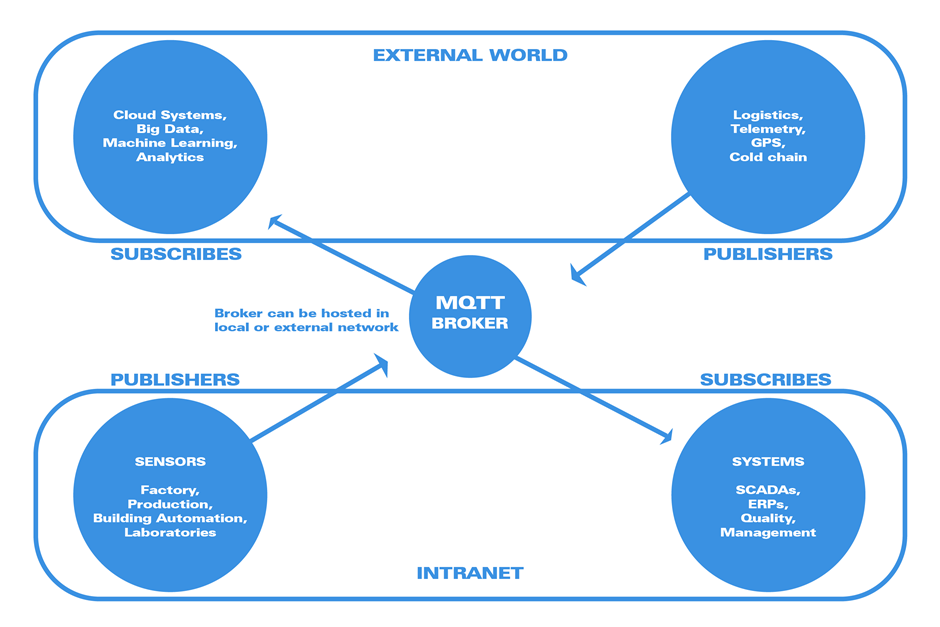 EXTERNAL WORLD
Cloud Systems,
Big Data,
Machine Learning,
Analytics
Logistics,
Telemetry,
GPS,
Cold chain
SUBSCRIBES
PUBLISHERS
MQTT
BROKER
Broker can be hosted in
local or external network
PUBLISHERS
SUBSCRIBES
SENSORS
Factory,
Production,
Building Automation,
Laboratories
SYSTEMS
SCADAs,
ERPs,
Quality,
Management
INTRANET